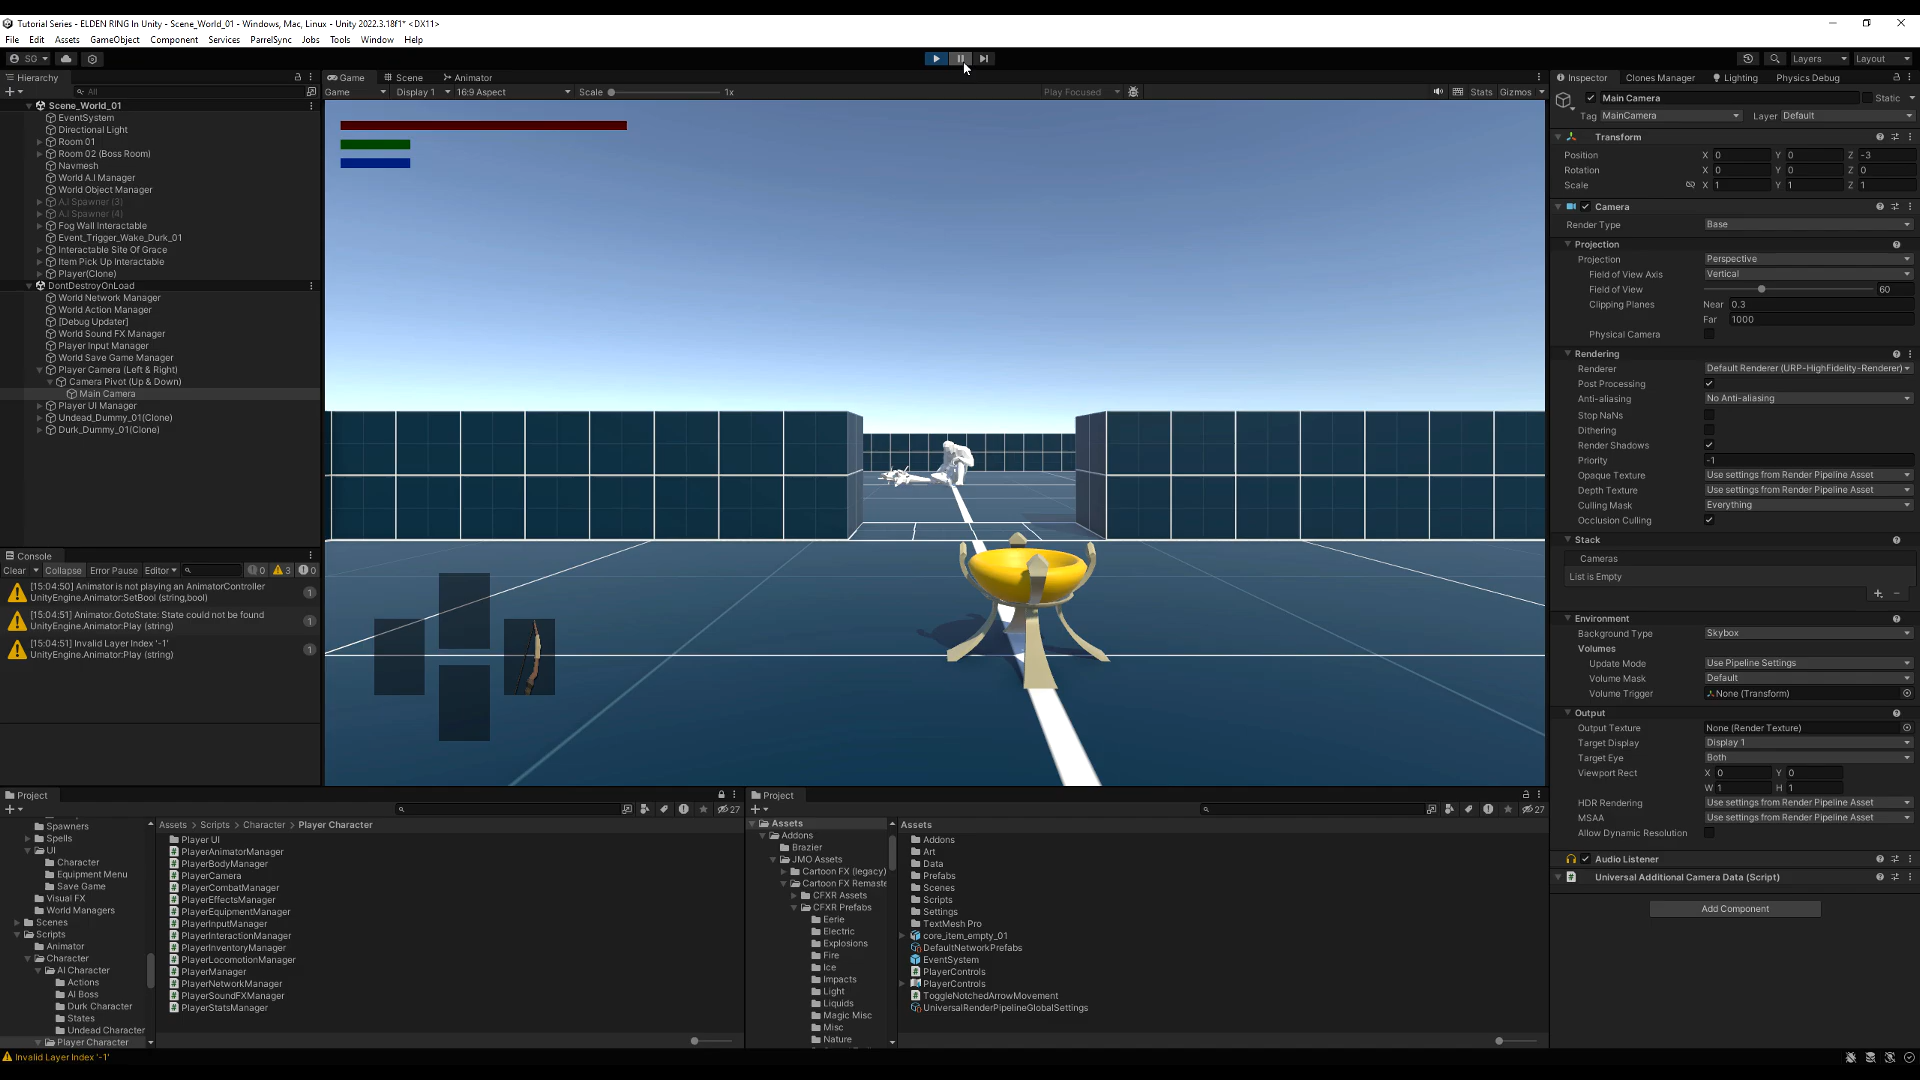 Tutorial Series - ELDEN RING In Unity - Scene_World_01 - Windows, Mac, Linux - Unity 2022.3.18f1* <DX11>
File Edit Assets GameObject Component Services ParrelSync Jobs Tools Window Help
SG
Layers Layout
Hierarchy
All
Scene_World_01
EventSystem
Directional Light
Room 01
Room 02 (Boss Room)
Navmesh
World A.I Manager
World Object Manager
A.I Spawner (3)
A.I Spawner (4)
Fog Wall Interactable
Event_Trigger_Wake_Durk_01
Interactable Site Of Grace
Item Pick Up Interactable
Player(Clone)
DontDestroyOnLoad
World Network Manager
World Action Manager
[Debug Updater]
World Sound FX Manager
Player Input Manager
World Save Game Manager
Player Camera (Left & Right)
Camera Pivot (Up & Down)
Main Camera
Player UI Manager
Undead_Dummy_01(Clone)
Durk_Dummy_01(Clone)
Console
Clear Collapse Error Pause Editor 0 3 0
[15:04:50] Animator is not playing an AnimatorController
UnityEngine.Animator:SetBool (string,bool)
1
[15:04:51] Animator.GotoState: State could not be found
UnityEngine.Animator:Play (string)
1
[15:04:51] Invalid Layer Index '-1'
UnityEngine.Animator:Play (string)
1
Game Scene Animator
Game Display 1 16:9 Aspect Scale 1x Play Focused Stats Gizmos
Inspector Clones Manager Lighting Physics Debug
Main Camera Static
Tag MainCamera Layer Default
Transform
Position X 0 Y 0 Z -3
Rotation X 0 Y 0 Z 0
Scale X 1 Y 1 Z 1
Camera
Render Type Base
Projection
Projection Perspective
Field of View Axis Vertical
Field of View 60
Clipping Planes Near 0.3
Far 1000
Physical Camera
Rendering
Renderer Default Renderer (URP-HighFidelity-Renderer)
Post Processing
Anti-aliasing No Anti-aliasing
Stop NaNs
Dithering
Render Shadows
Priority -1
Opaque Texture Use settings from Render Pipeline Asset
Depth Texture Use settings from Render Pipeline Asset
Culling Mask Everything
Occlusion Culling
Stack
Cameras
List is Empty
Environment
Background Type Skybox
Volumes
Update Mode Use Pipeline Settings
Volume Mask Default
Volume Trigger None (Transform)
Output
Output Texture None (Render Texture)
Target Display Display 1
Target Eye Both
Viewport Rect X 0 Y 0
W 1 H 1
HDR Rendering Use settings from Render Pipeline Asset
MSAA Use settings from Render Pipeline Asset
Allow Dynamic Resolution
Audio Listener
Universal Additional Camera Data (Script)
Add Component
Project
27
Spawners
Spells
UI
Character
Equipment Menu
Save Game
Visual FX
World Managers
Scenes
Scripts
Animator
Character
AI Character
Actions
AI Boss
Durk Character
States
Undead Character
Player Character
Assets > Scripts > Character > Player Character
Player UI
PlayerAnimatorManager
PlayerBodyManager
PlayerCamera
PlayerCombatManager
PlayerEffectsManager
PlayerEquipmentManager
PlayerInputManager
PlayerInteractionManager
PlayerInventoryManager
PlayerLocomotionManager
PlayerManager
PlayerNetworkManager
PlayerSoundFXManager
PlayerStatsManager
Project
27
Assets
Addons
Brazier
JMO Assets
Cartoon FX (legacy)
Cartoon FX Remaste
CFXR Assets
CFXR Prefabs
Eerie
Electric
Explosions
Fire
Ice
Impacts
Light
Liquids
Magic Misc
Misc
Nature
Assets
Addons
Art
Data
Prefabs
Scenes
Scripts
Settings
TextMesh Pro
core_item_empty_01
DefaultNetworkPrefabs
EventSystem
PlayerControls
PlayerControls
ToggleNotchedArrowMovement
UniversalRenderPipelineGlobalSettings
Invalid Layer Index '-1'